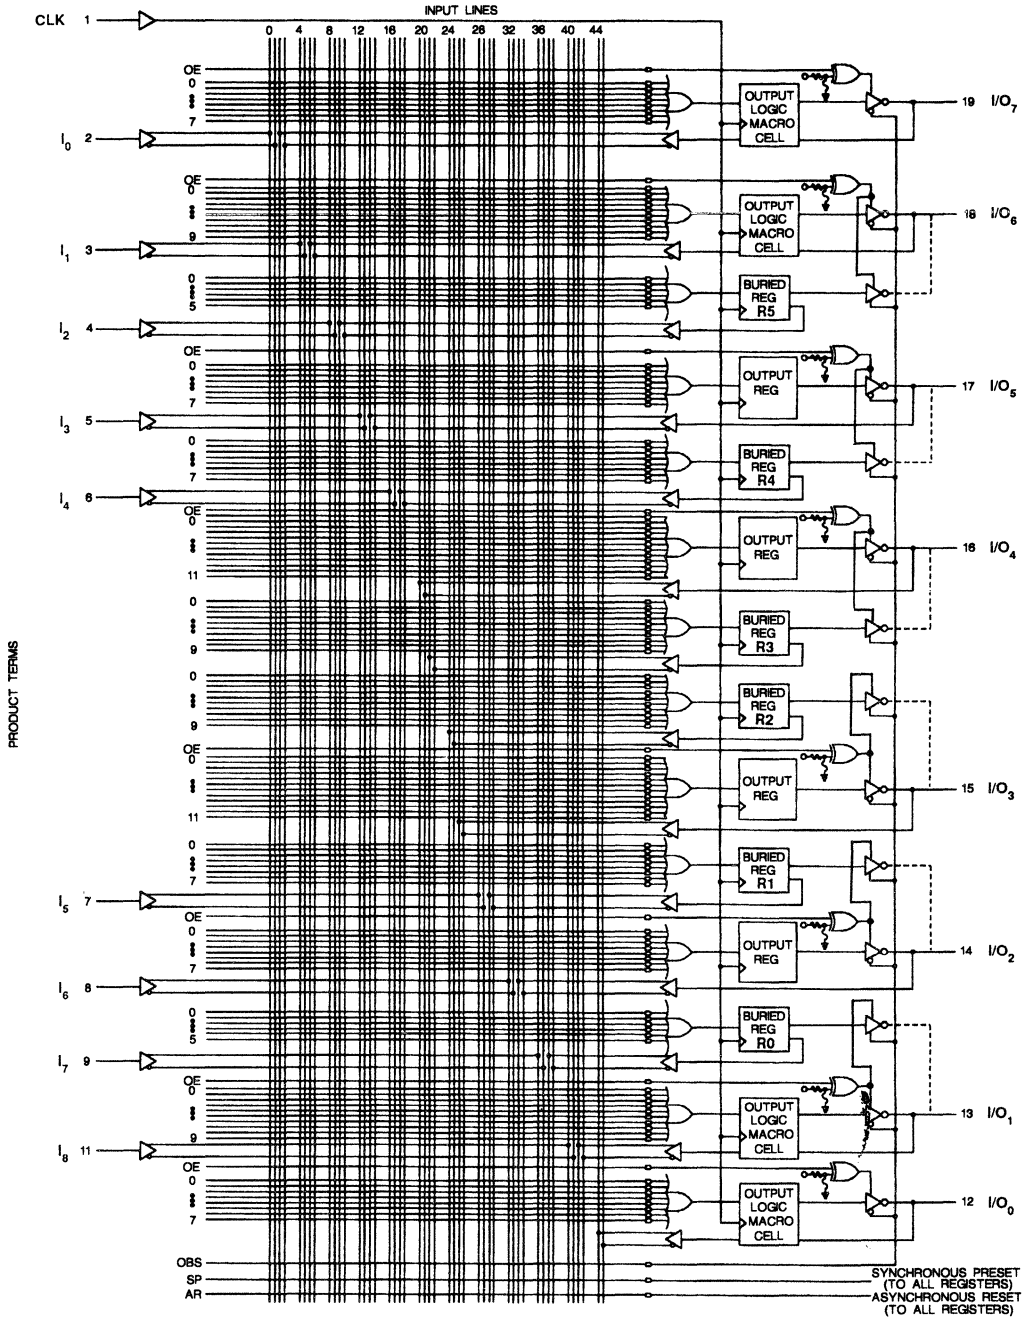 INPUT LINES
CLK 1
0 4 8 12 16 20 24 28 32 36 40 44
OE
0
7
OUTPUT LOGIC MACRO CELL
19 I/O7
I0 2
OE
0
9
OUTPUT LOGIC MACRO CELL
18 I/O6
I1 3
0
5
BURIED REG R5
I2 4
OE
0
7
OUTPUT REG
17 I/O5
I3 5
0
7
BURIED REG R4
I4 6
OE
0
11
OUTPUT REG
16 I/O4
0
9
BURIED REG R3
PRODUCT TERMS
0
9
BURIED REG R2
OE
0
11
OUTPUT REG
15 I/O3
0
7
BURIED REG R1
I5 7
OE
0
7
OUTPUT REG
14 I/O2
I6 8
0
5
BURIED REG R0
I7 9
OE
0
9
OUTPUT LOGIC MACRO CELL
13 I/O1
I8 11
OE
0
7
OUTPUT LOGIC MACRO CELL
12 I/O0
OBS
SP
AR
SYNCHRONOUS PRESET
(TO ALL REGISTERS)
ASYNCHRONOUS RESET
(TO ALL REGISTERS)